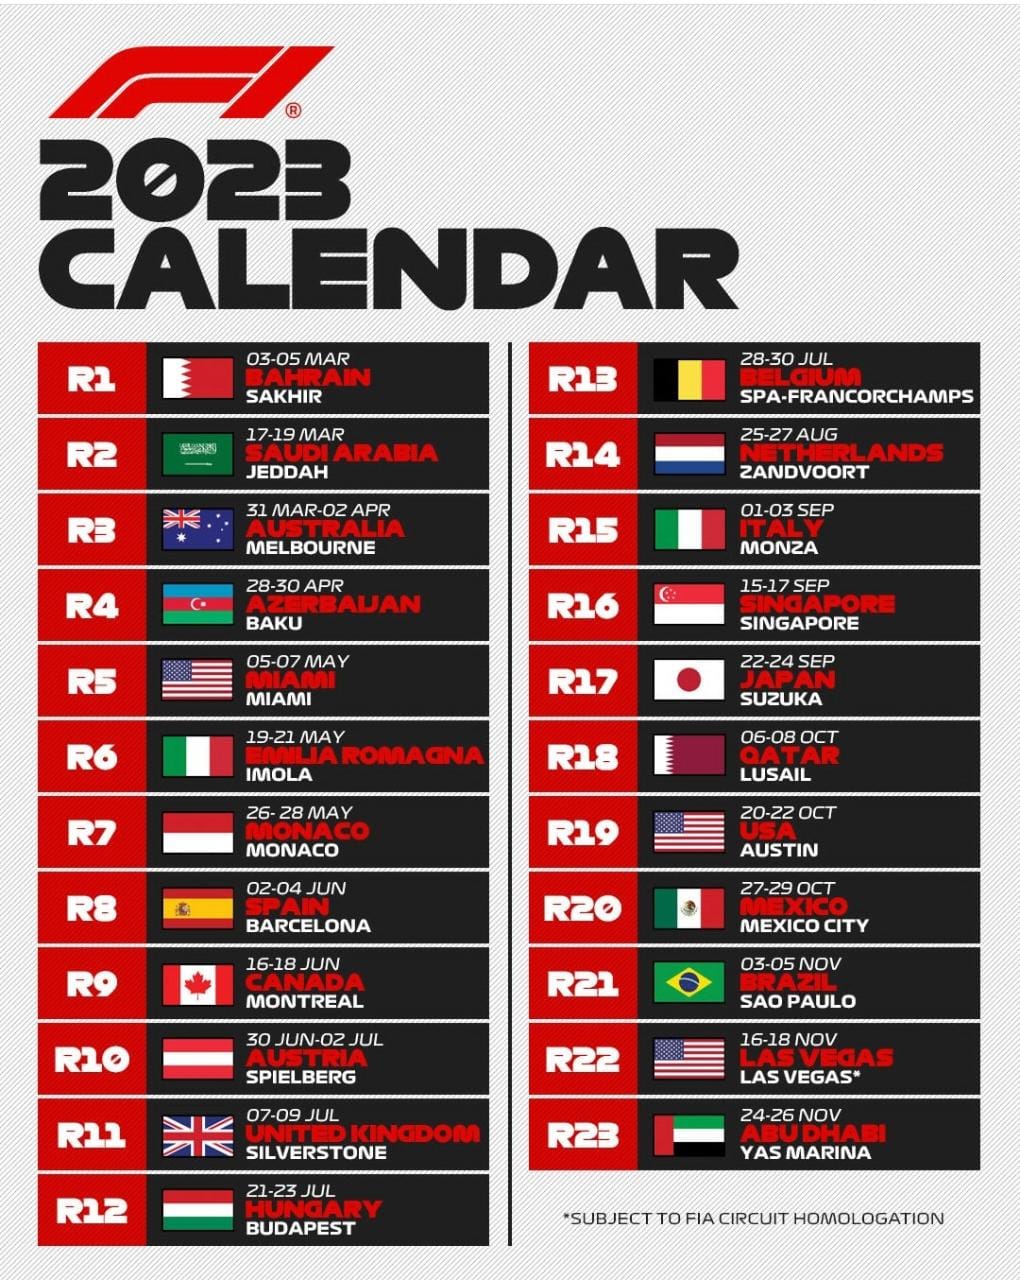 F1®
2023
CALENDAR
R1
03-05 MAR
BAHRAIN
SAKHIR
R2
17-19 MAR
SAUDI ARABIA
JEDDAH
R3
31 MAR-02 APR
AUSTRALIA
MELBOURNE
R4
28-30 APR
AZERBAIJAN
BAKU
R5
05-07 MAY
MIAMI
MIAMI
R6
19-21 MAY
EMILIA ROMAGNA
IMOLA
R7
26- 28 MAY
MONACO
MONACO
R8
02-04 JUN
SPAIN
BARCELONA
R9
16-18 JUN
CANADA
MONTREAL
R10
30 JUN-02 JUL
AUSTRIA
SPIELBERG
R11
07-09 JUL
UNITED KINGDOM
SILVERSTONE
R12
21-23 JUL
HUNGARY
BUDAPEST
R13
28-30 JUL
BELGIUM
SPA-FRANCORCHAMPS
R14
25-27 AUG
NETHERLANDS
ZANDVOORT
R15
01-03 SEP
ITALY
MONZA
R16
15-17 SEP
SINGAPORE
SINGAPORE
R17
22-24 SEP
JAPAN
SUZUKA
R18
06-08 OCT
QATAR
LUSAIL
R19
20-22 OCT
USA
AUSTIN
R20
27-29 OCT
MEXICO
MEXICO CITY
R21
03-05 NOV
BRAZIL
SAO PAULO
R22
16-18 NOV
LAS VEGAS
LAS VEGAS*
R23
24-26 NOV
ABU DHABI
YAS MARINA
*SUBJECT TO FIA CIRCUIT HOMOLOGATION